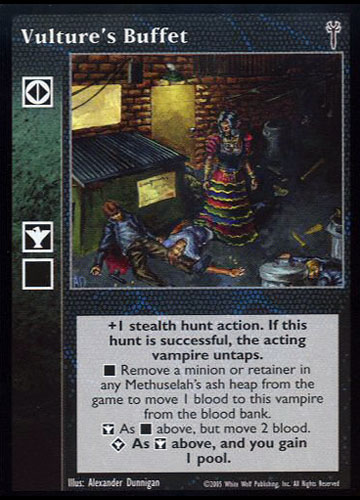 Vulture's Buffet
+1 stealth hunt action. If this
hunt is successful, the acting
vampire untaps.
Remove a minion or retainer in
any Methuselah's ash heap from the
game to move 1 blood to this vampire
from the blood bank.
As above, but move 2 blood.
As above, and you gain
1 pool.
Illus: Alexander Dunnigan
©2005 White Wolf Publishing, Inc. All Rights Reserved